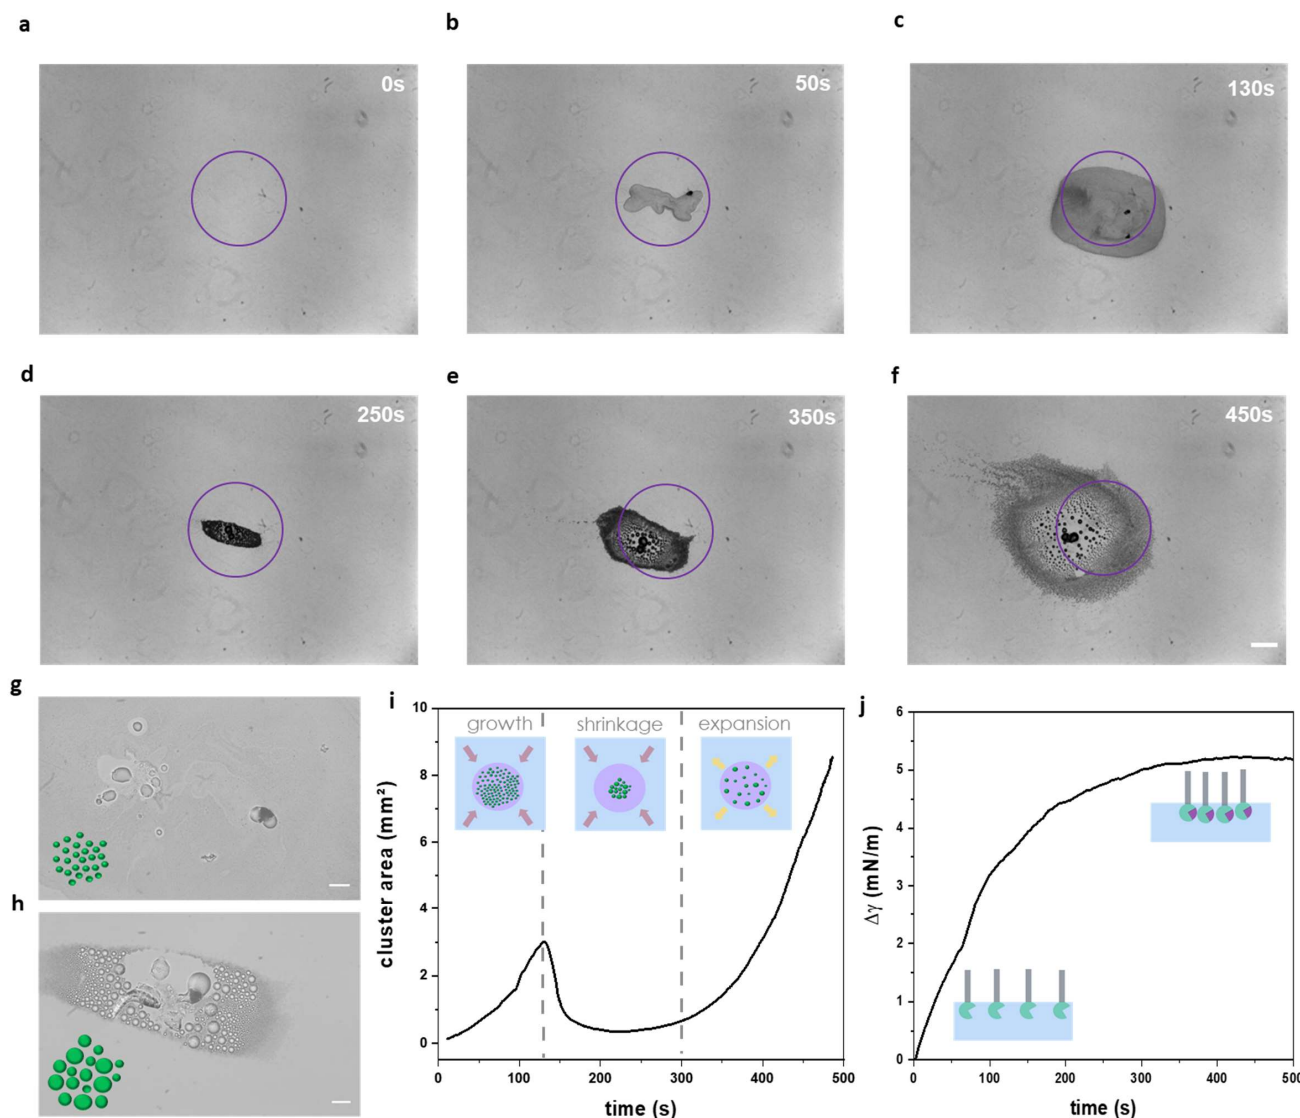 a
b
c
0s
50s
130s
d
e
f
250s
350s
450s
g
h
i
j
growth
shrinkage
expansion
10
8
6
4
2
0
cluster area (mm²)
0
100
200
300
400
500
time (s)
6
5
4
3
2
1
0
Δγ (mN/m)
0
100
200
300
400
500
time (s)